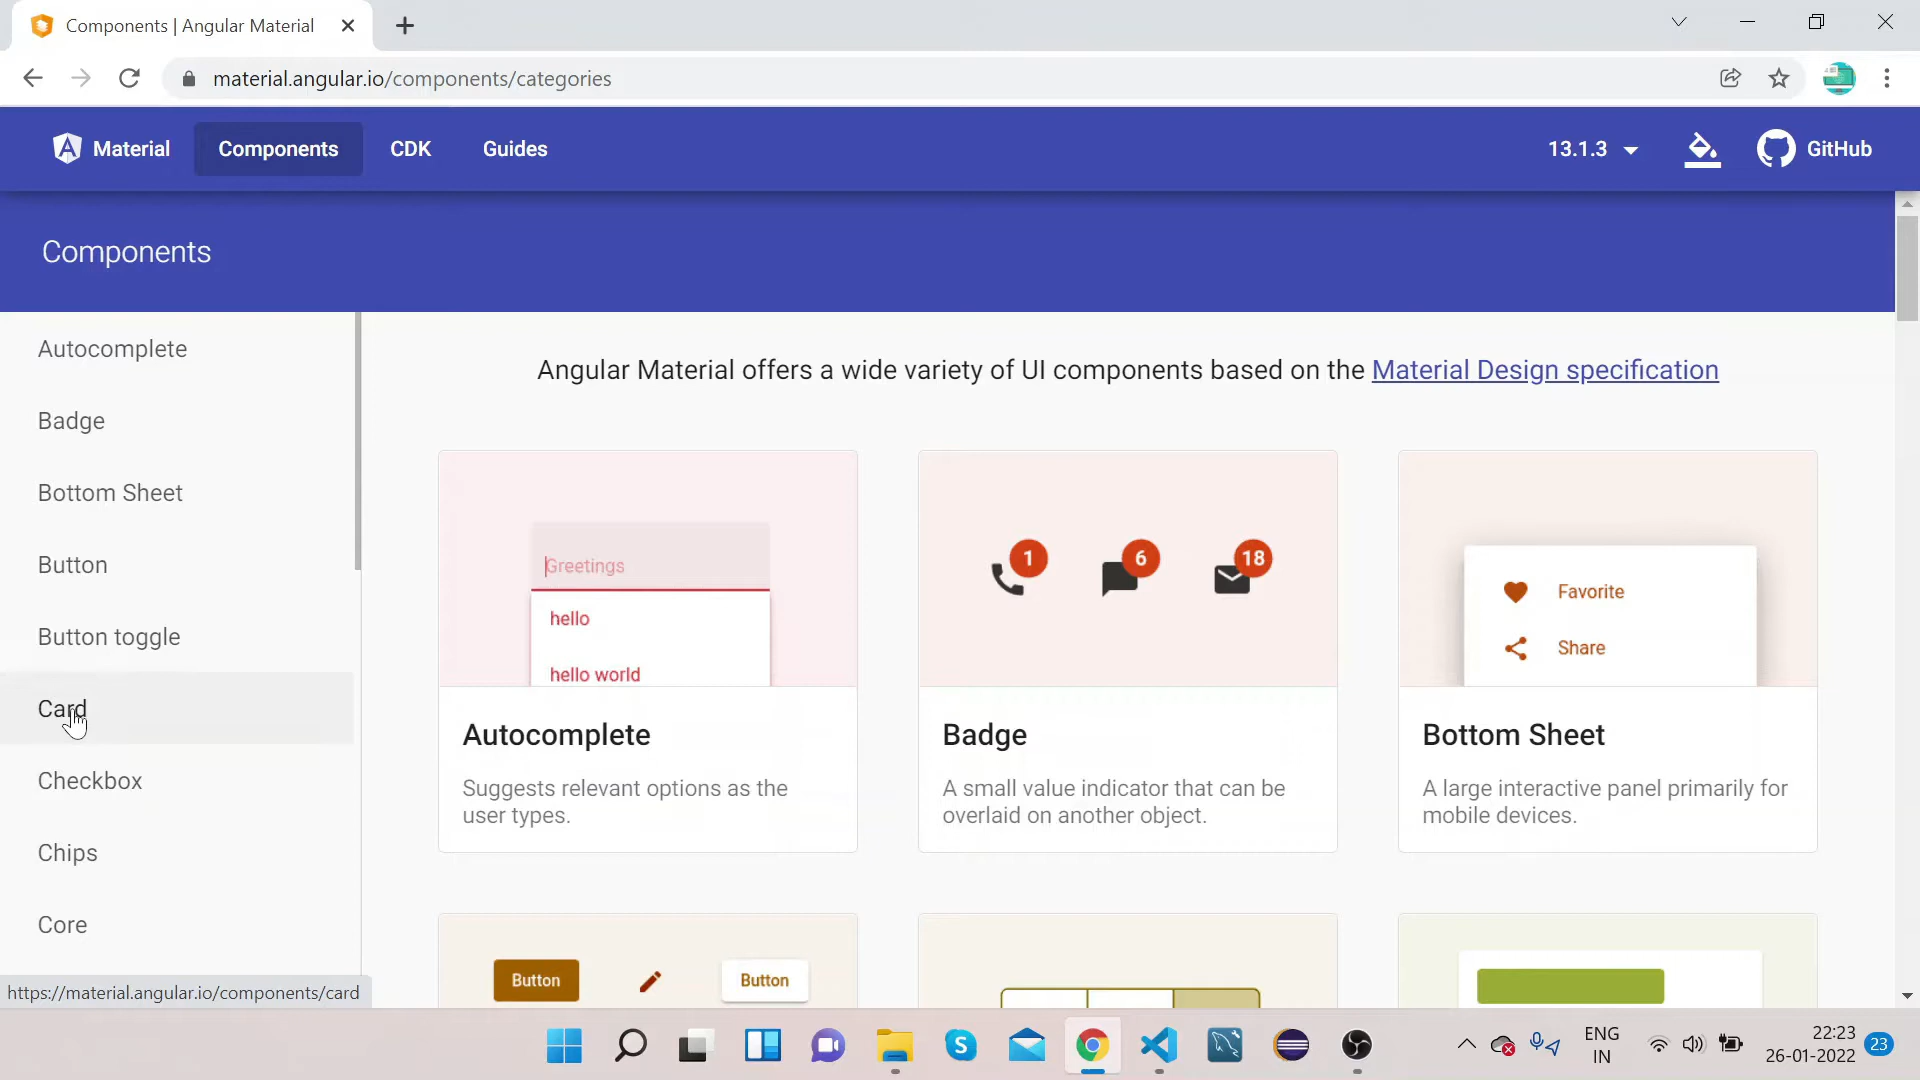 Components | Angular Material
material.angular.io/components/categories
Material
Components
CDK
Guides
13.1.3
GitHub
Components
Autocomplete
Badge
Bottom Sheet
Button
Button toggle
Card
Checkbox
Chips
Core
Angular Material offers a wide variety of UI components based on the Material Design specification
Greetings
hello
hello world
Autocomplete
Suggests relevant options as the
user types.
1
6
18
Badge
A small value indicator that can be
overlaid on another object.
Favorite
Share
Bottom Sheet
A large interactive panel primarily for
mobile devices.
Button
Button
https://material.angular.io/components/card
ENG
IN
22:23
26-01-2022
23